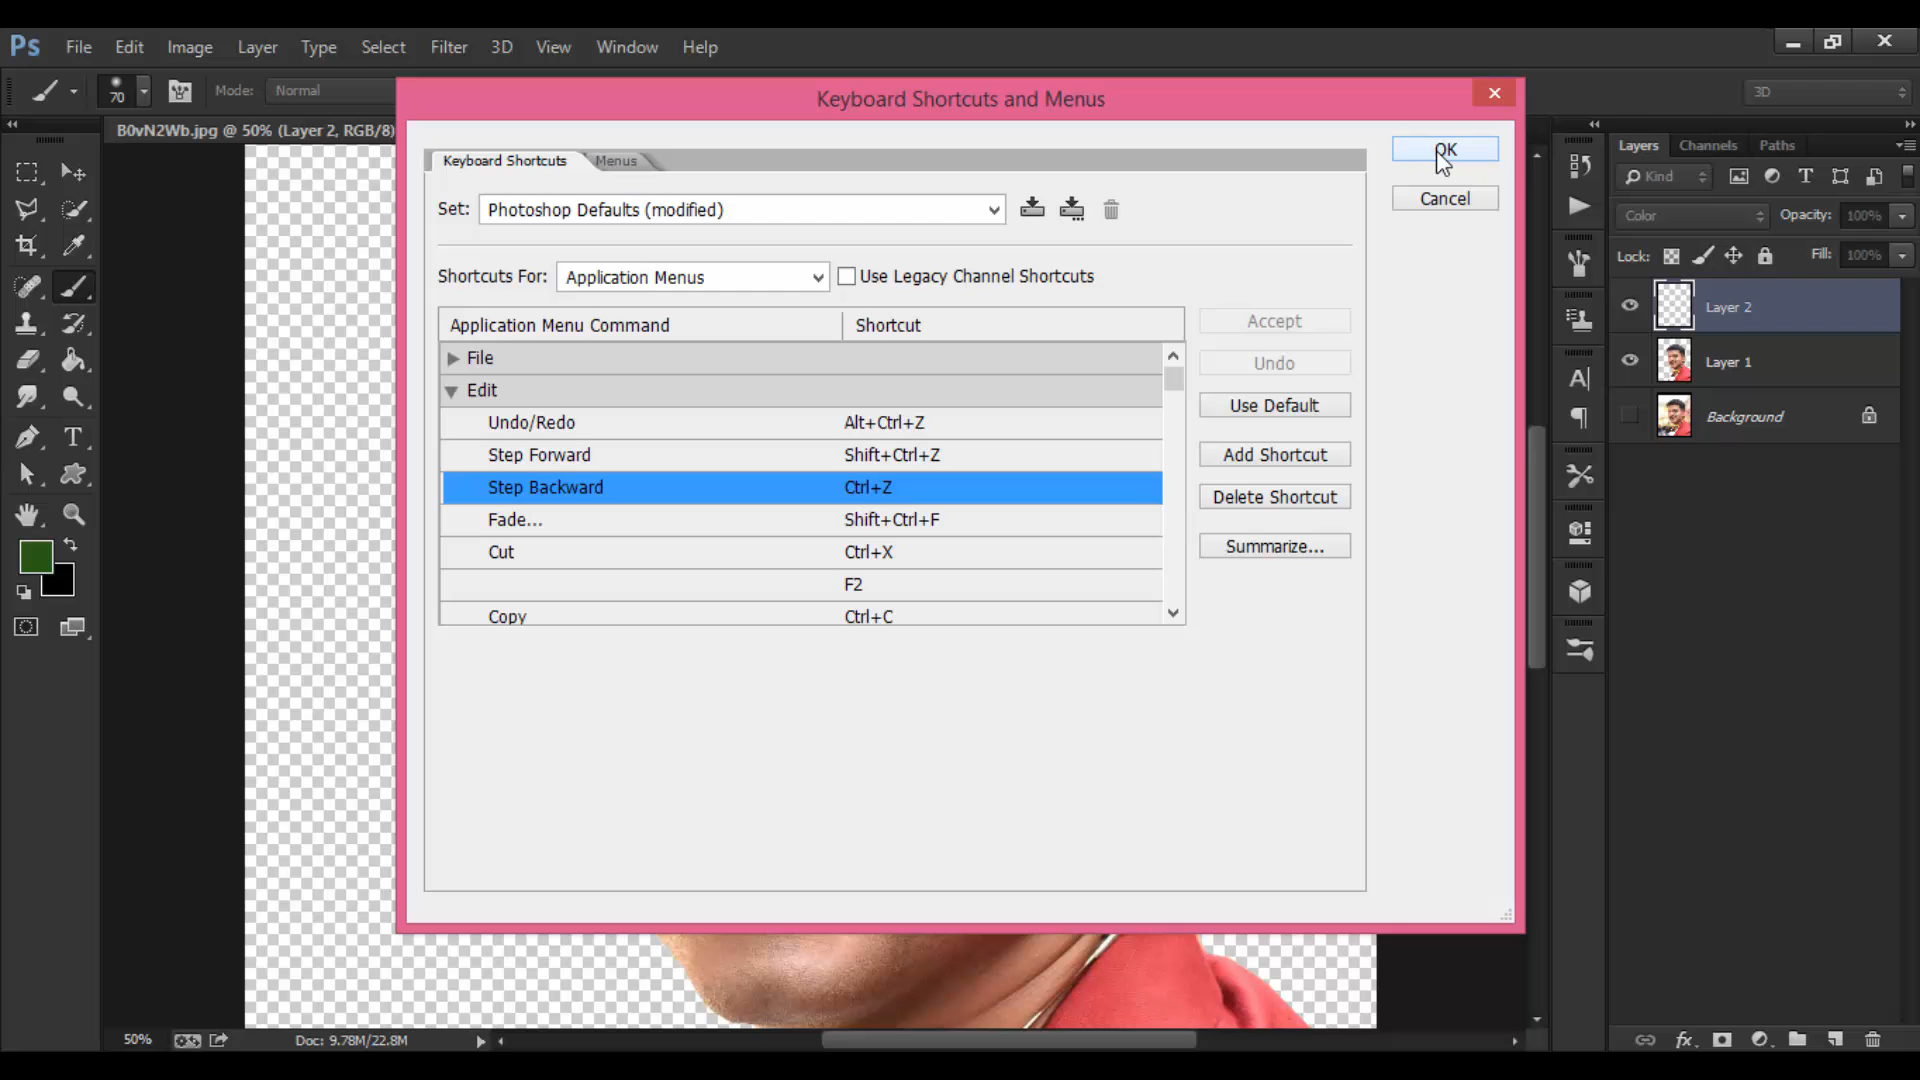 Ps File Edit Image Layer Type Select Filter 3D View Window Help
70 Mode: Normal 3D
Keyboard Shortcuts and Menus
B0vN2Wb.jpg @ 50% (Layer 2, RGB/8)
Layers Channels Paths
Keyboard Shortcuts Menus
OK
Cancel
Kind
Set: Photoshop Defaults (modified)
Color Opacity: 100%
Lock: Fill: 100%
Shortcuts For: Application Menus Use Legacy Channel Shortcuts
Layer 2
Layer 1
Background
Application Menu Command Shortcut
File
Edit
Undo/Redo Alt+Ctrl+Z
Step Forward Shift+Ctrl+Z
Step Backward Ctrl+Z
Fade... Shift+Ctrl+F
Cut Ctrl+X
F2
Copy Ctrl+C
Accept
Undo
Use Default
Add Shortcut
Delete Shortcut
Summarize...
50% Doc: 9.78M/22.8M
fx